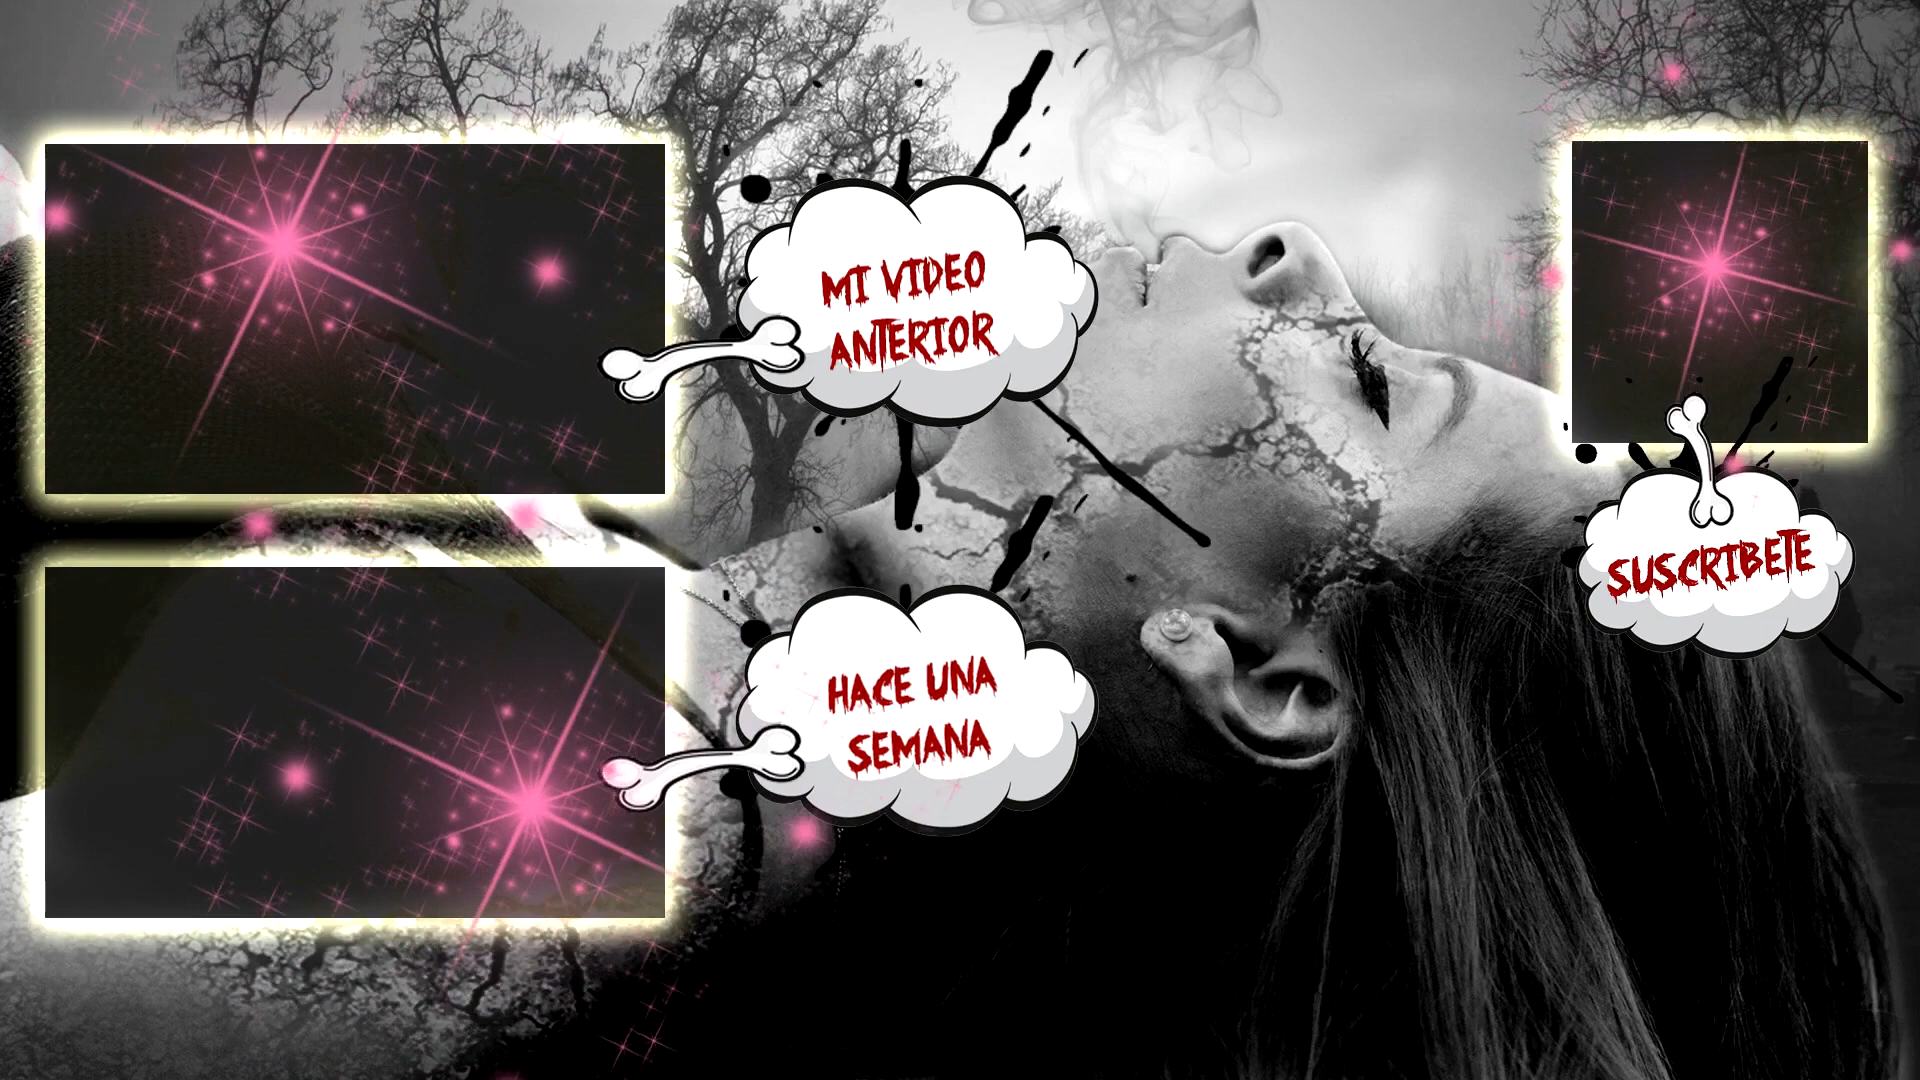 MI VIDEO
ANTERIOR
HACE UNA
SEMANA
SUSCRIBETE